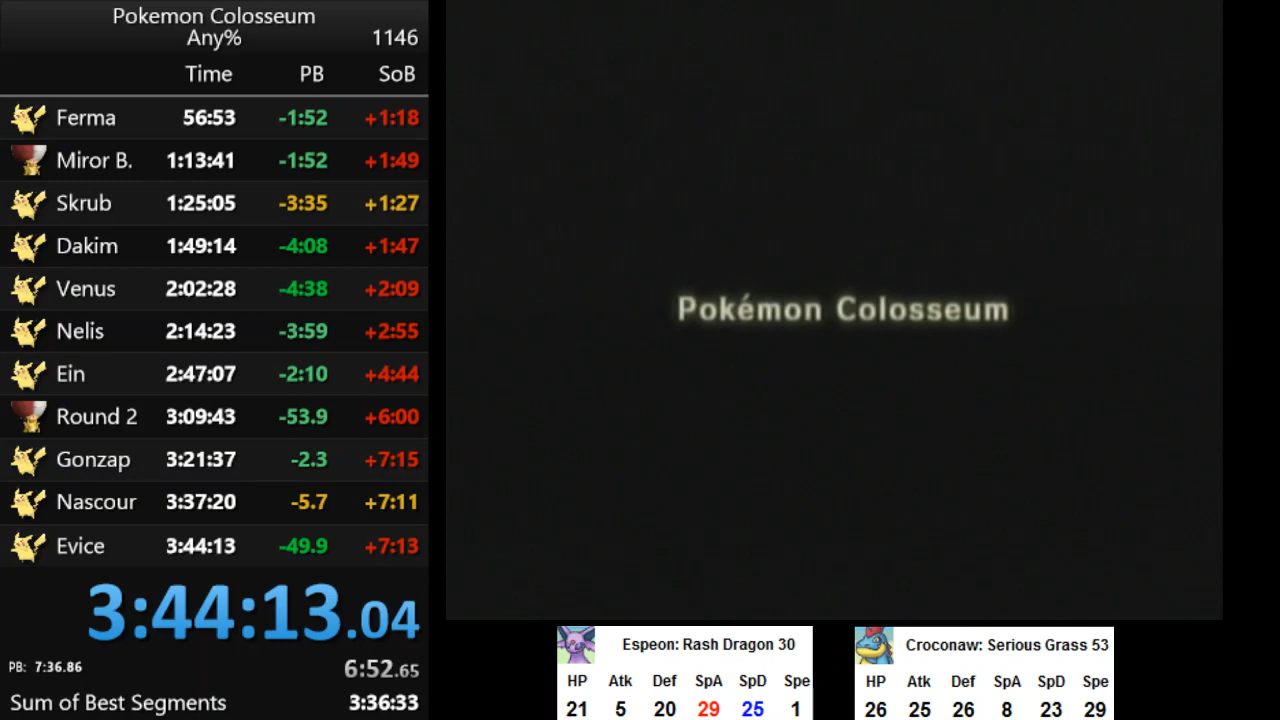 Pokemon Colosseum
Any% 1146
Time PB SoB
Ferma 56:53 -1:52 +1:18
Miror B. 1:13:41 -1:52 +1:49
Skrub 1:25:05 -3:35 +1:27
Dakim 1:49:14 -4:08 +1:47
Venus 2:02:28 -4:38 +2:09
Nelis 2:14:23 -3:59 +2:55
Ein 2:47:07 -2:10 +4:44
Round 2 3:09:43 -53.9 +6:00
Gonzap 3:21:37 -2.3 +7:15
Nascour 3:37:20 -5.7 +7:11
Evice 3:44:13 -49.9 +7:13
3:44:13.04
PB: 7:36.86 6:52.65
Sum of Best Segments 3:36:33
Pokémon Colosseum
Espeon: Rash Dragon 30
HP Atk Def SpA SpD Spe
21 5 20 29 25 1
Croconaw: Serious Grass 53
HP Atk Def SpA SpD Spe
26 25 26 8 23 29